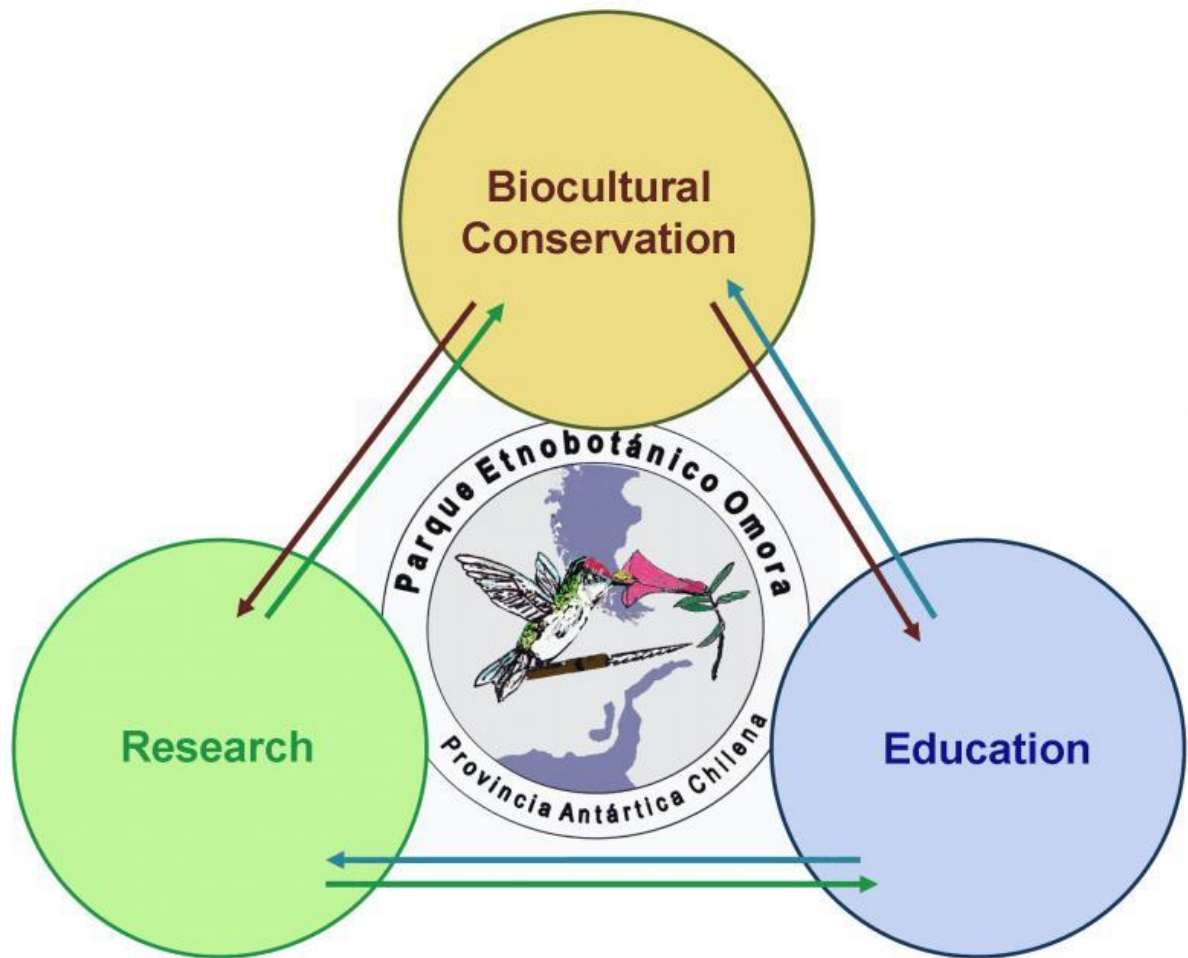 Biocultural
Conservation
Parque Etnobotánico Omora
Research
Education
Provincia Antártica Chilena